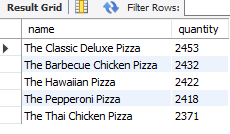 Result Grid Filter Rows:
name quantity
The Classic Deluxe Pizza 2453
The Barbecue Chicken Pizza 2432
The Hawaiian Pizza 2422
The Pepperoni Pizza 2418
The Thai Chicken Pizza 2371